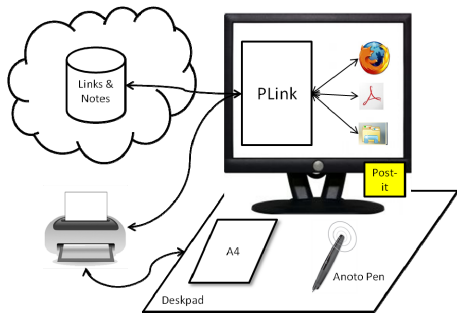 Links &
Notes
PLink
Post-
it
A4
Anoto Pen
Deskpad